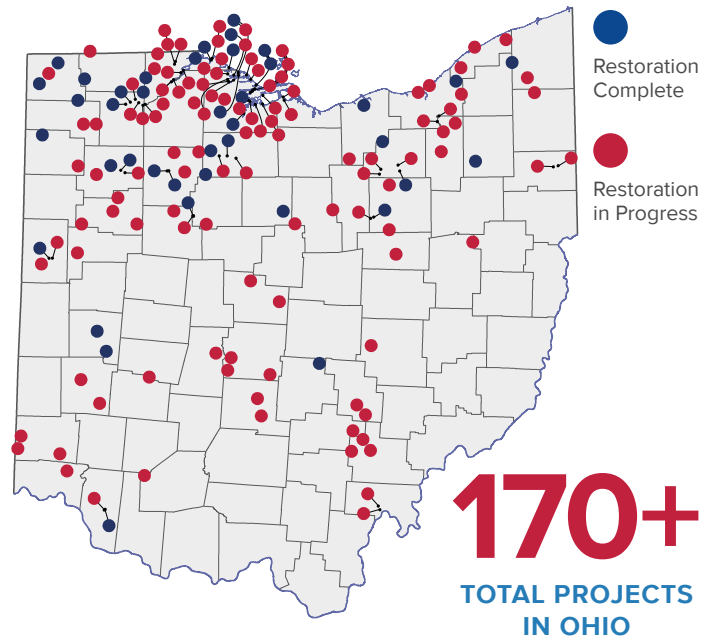 Restoration
Complete
Restoration
in Progress
170+
TOTAL PROJECTS
IN OHIO